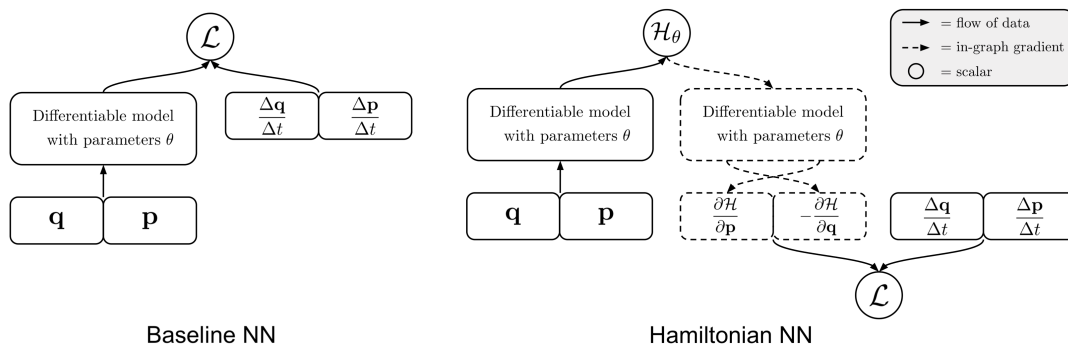 ℒ
Differentiable model
with parameters θ
Δq/Δt Δp/Δt
q p
Baseline NN
ℋ_θ
Differentiable model
with parameters θ
Differentiable model
with parameters θ
q p
∂ℋ/∂p -∂ℋ/∂q
Δq/Δt Δp/Δt
ℒ
Hamiltonian NN
= flow of data
= in-graph gradient
= scalar